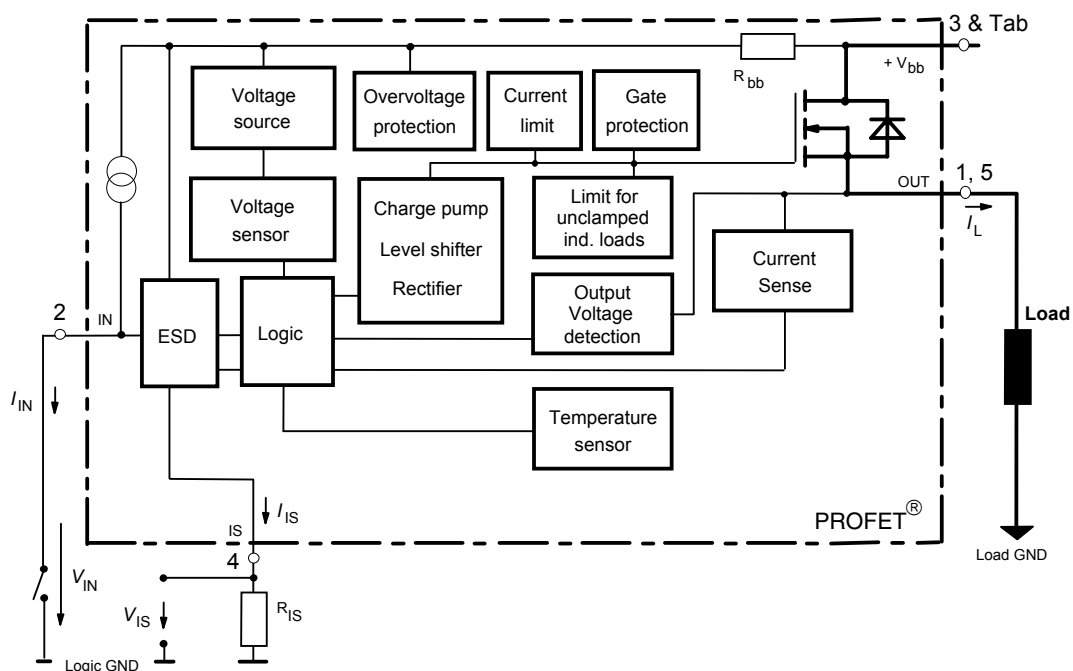 3 & Tab
+ V bb
R bb
Voltage
source
Overvoltage
protection
Current
limit
Gate
protection
OUT
1, 5
I L
Voltage
sensor
Charge pump
Level shifter
Rectifier
Limit for
unclamped
ind. loads
Current
Sense
Output
Voltage
detection
2
IN
ESD
Logic
Load
I IN
Temperature
sensor
I IS
IS
PROFET®
4
Load GND
V IN
V IS
R IS
Logic GND